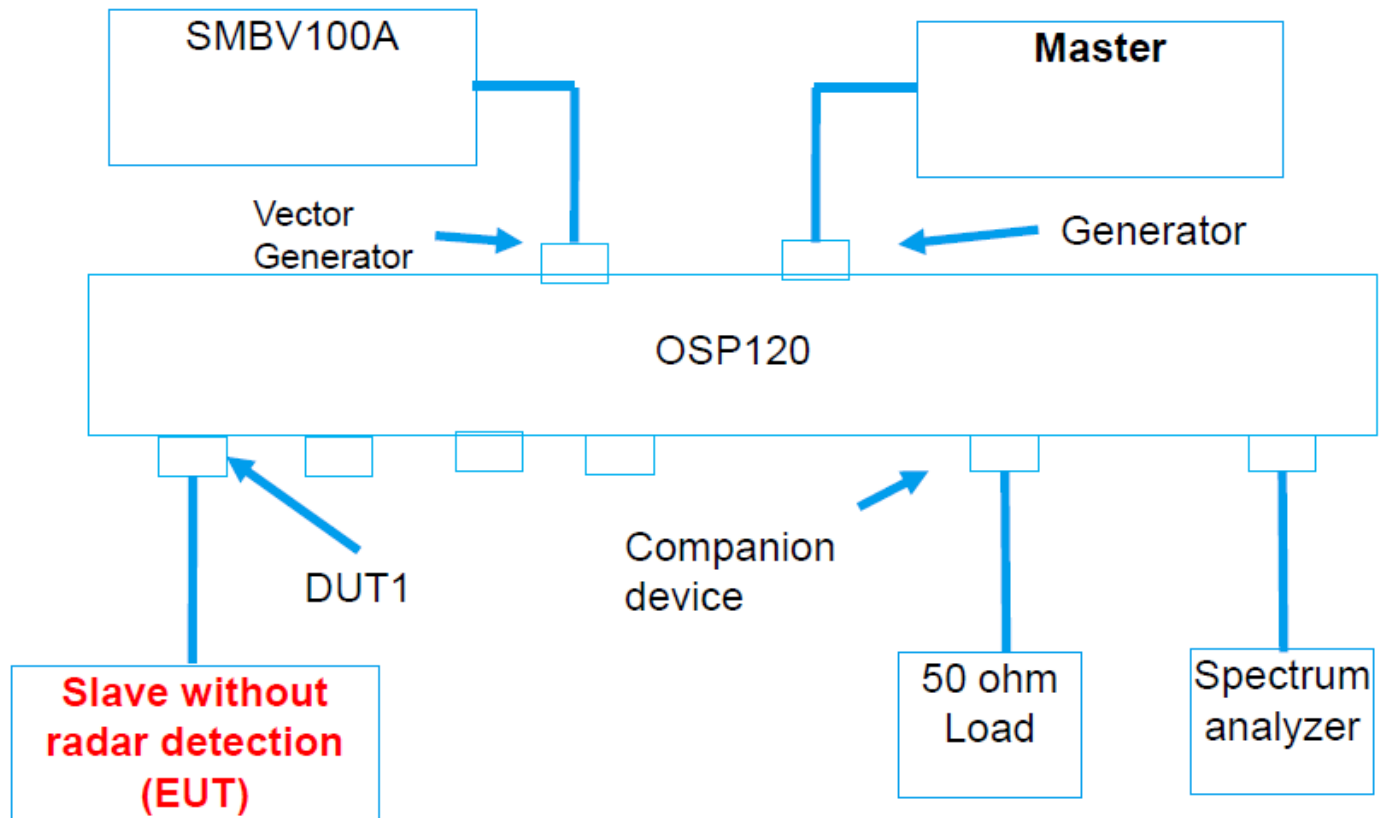 SMBV100A
Master
Vector
Generator
Generator
OSP120
DUT1
Companion
device
Slave without
radar detection
(EUT)
50 ohm
Load
Spectrum
analyzer